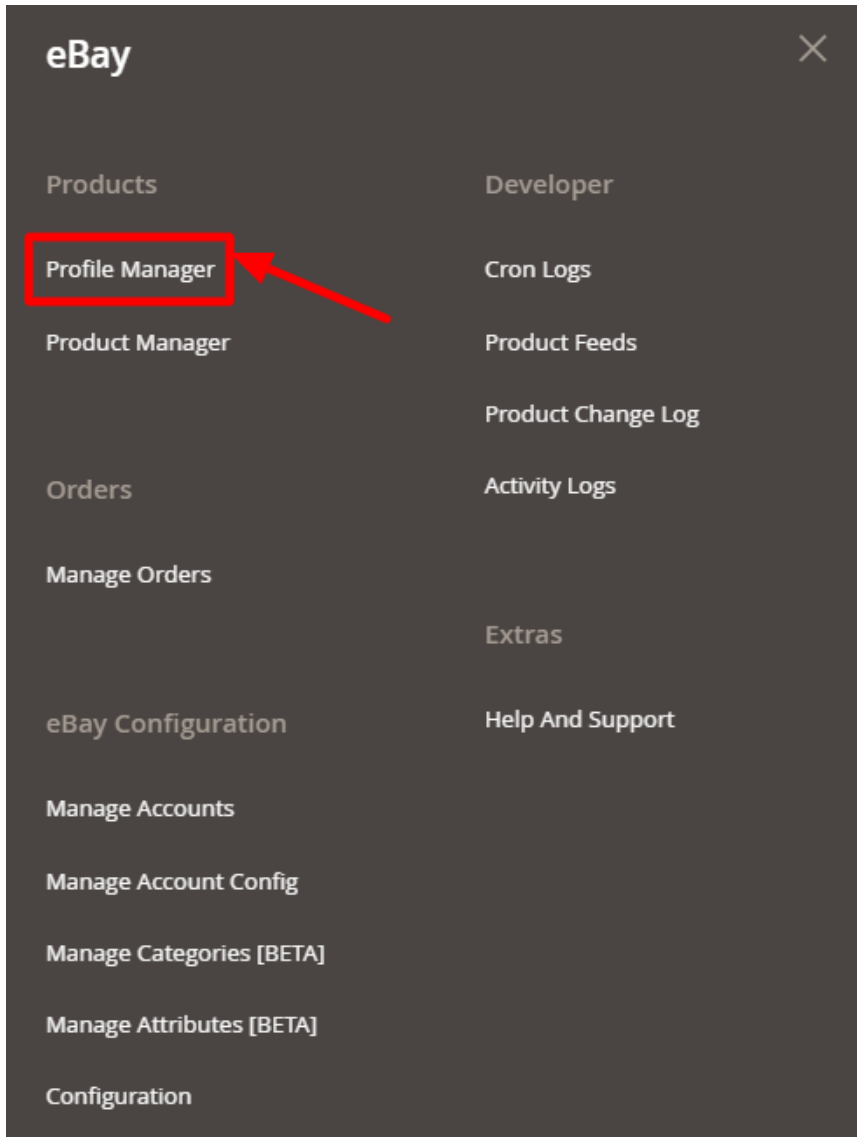 eBay
Products
Profile Manager
Product Manager
Orders
Manage Orders
eBay Configuration
Manage Accounts
Manage Account Config
Manage Categories [BETA]
Manage Attributes [BETA]
Configuration
Developer
Cron Logs
Product Feeds
Product Change Log
Activity Logs
Extras
Help And Support